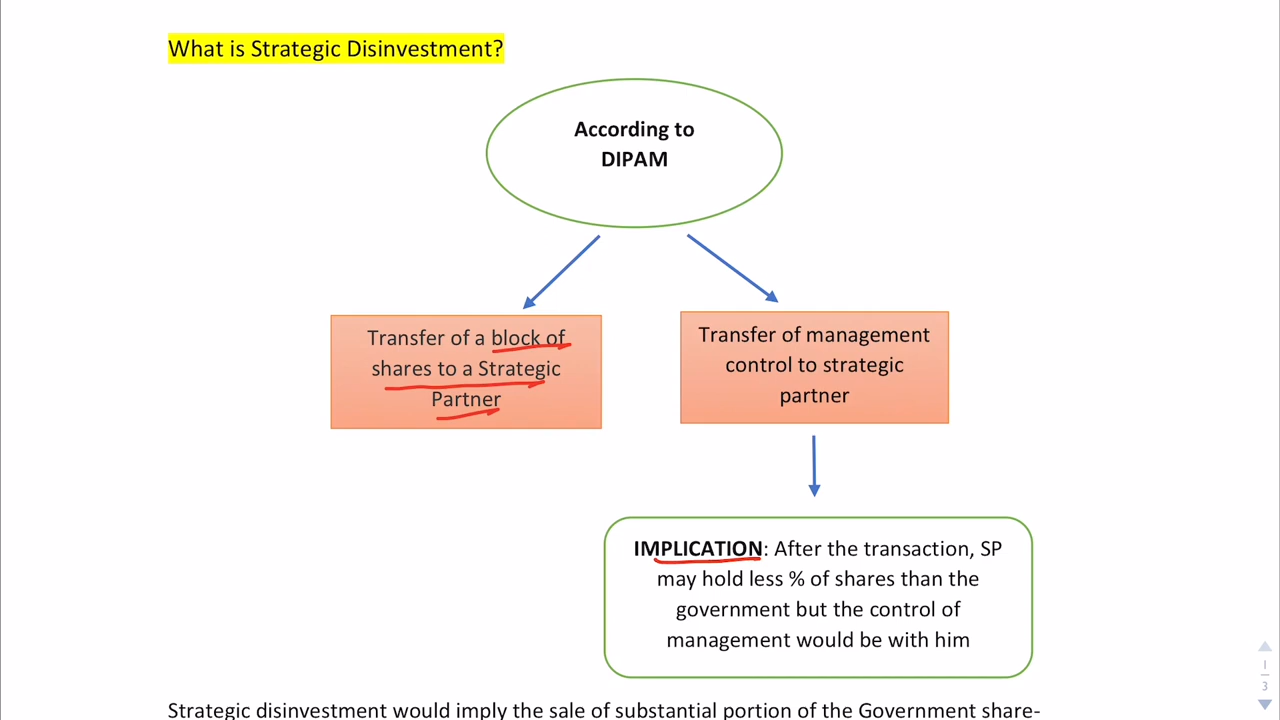 What is Strategic Disinvestment?
According to
DIPAM
Transfer of a block of
shares to a Strategic
Partner
Transfer of management
control to strategic
partner
IMPLICATION: After the transaction, SP
may hold less % of shares than the
government but the control of
management would be with him
Strategic disinvestment would imply the sale of substantial portion of the Government share-
1
3